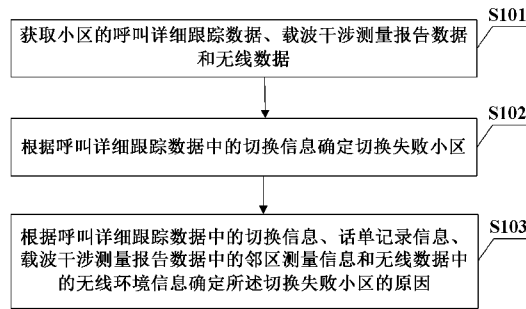 S101
获取小区的呼叫详细跟踪数据、载波干涉测量报告数据
和无线数据
S102
根据呼叫详细跟踪数据中的切换信息确定切换失败小区
S103
根据呼叫详细跟踪数据中的切换信息、话单记录信息、
载波干涉测量报告数据中的邻区测量信息和无线数据中
的无线环境信息确定所述切换失败小区的原因